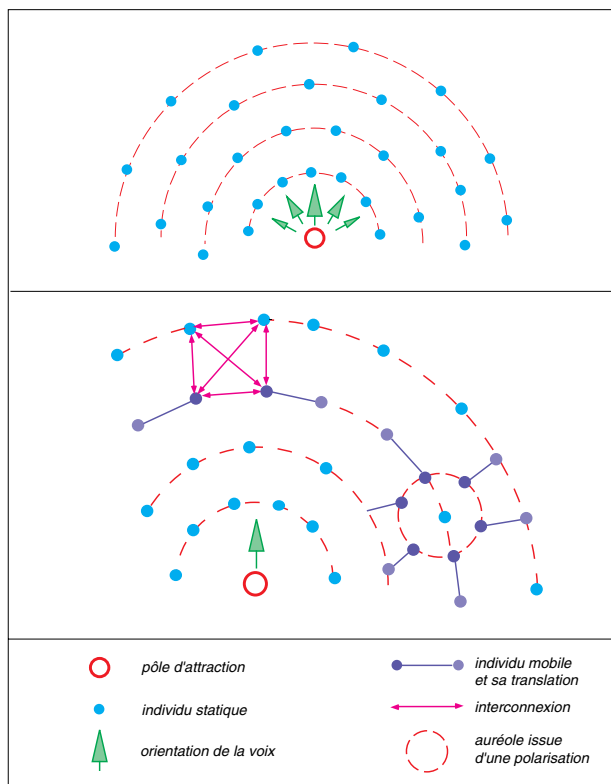 pôle d'attraction
individu statique
orientation de la voix
individu mobile
et sa translation
interconnexion
auréole issue
d'une polarisation